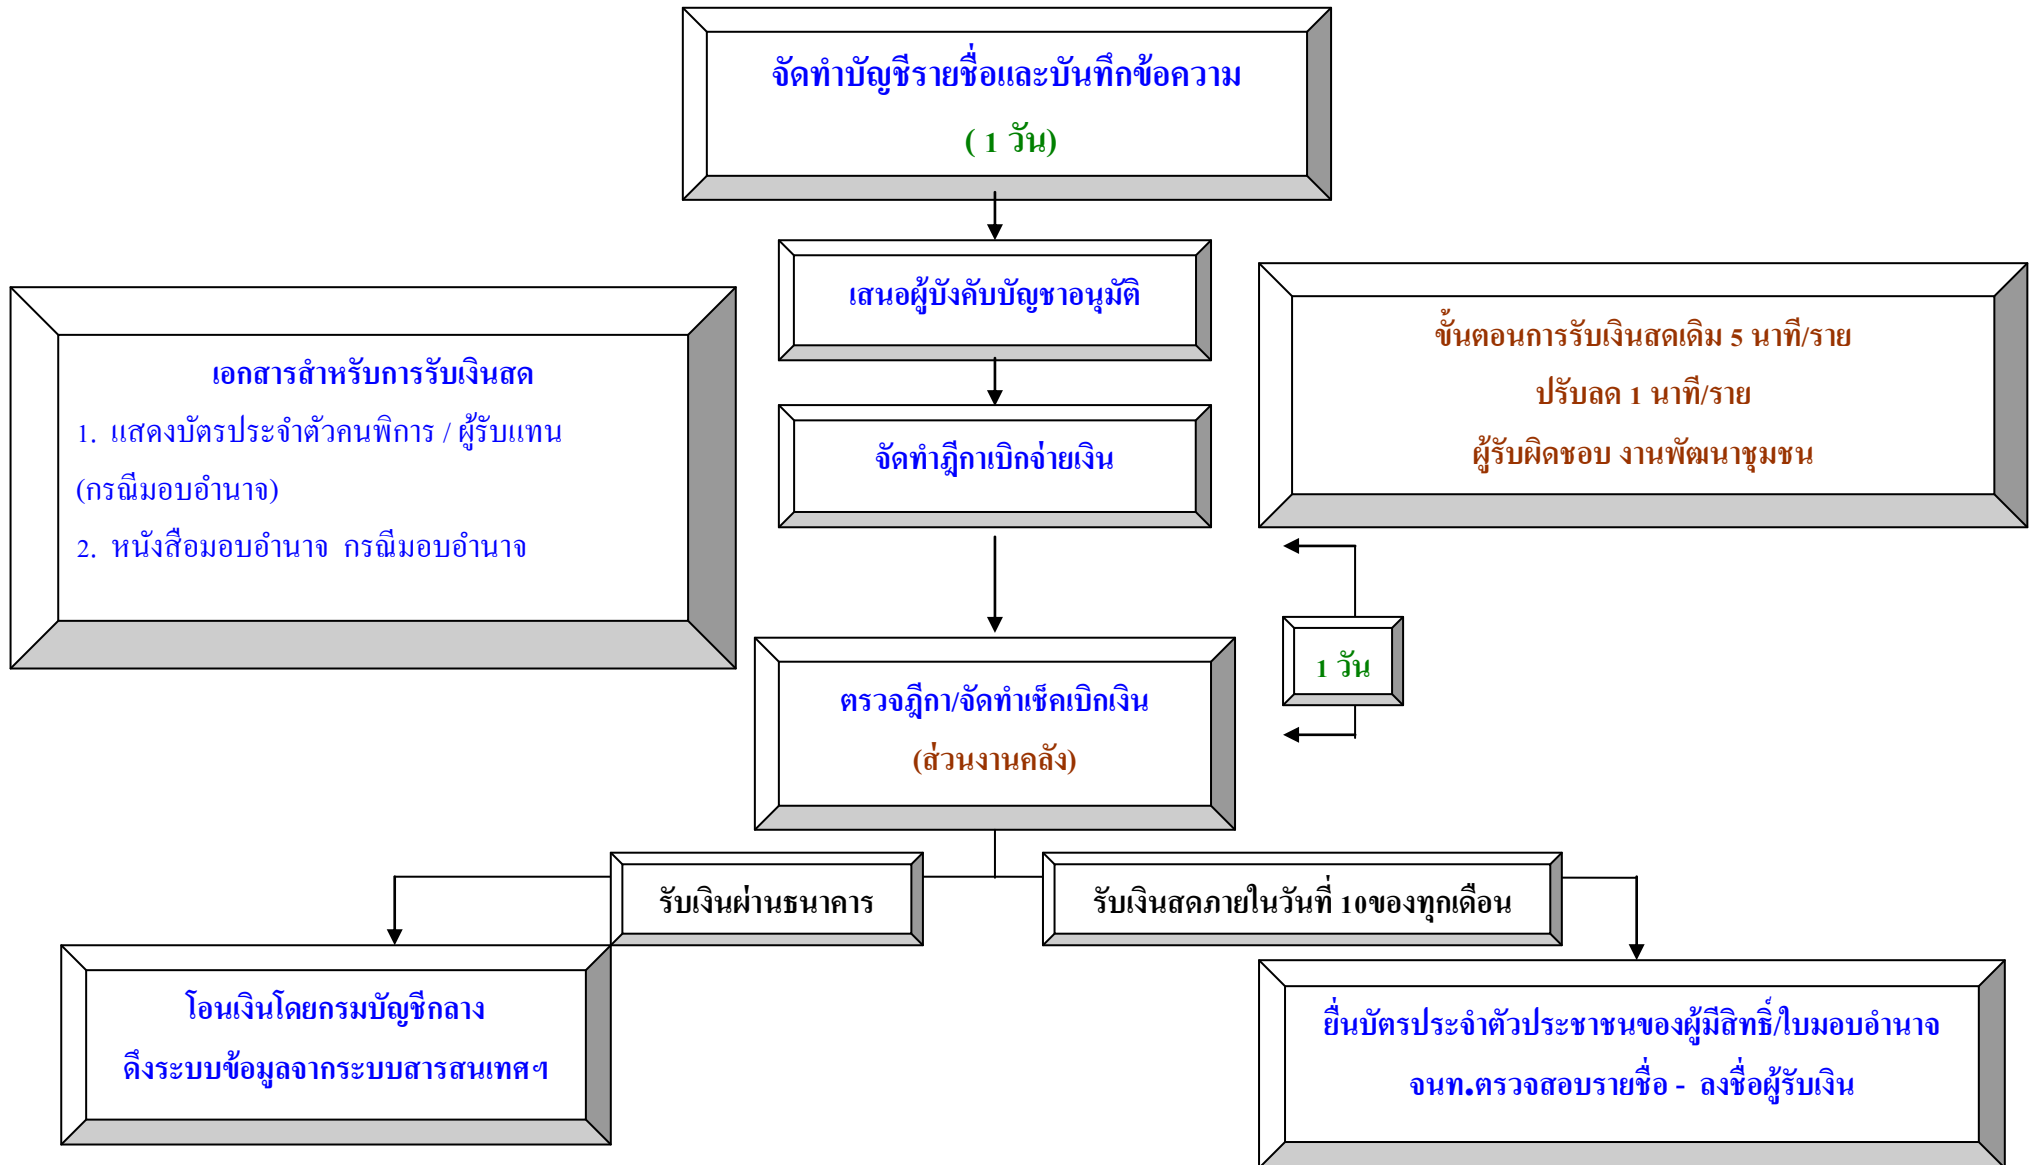 จัดทำบัญชีรายชื่อและบันทึกข้อความ
( 1 วัน)
เสนอผู้บังคับบัญชาอนุมัติ
เอกสารสำหรับการรับเงินสด
1. แสดงบัตรประจำตัวคนพิการ / ผู้รับแทน
(กรณีมอบอำนาจ)
2. หนังสือมอบอำนาจ กรณีมอบอำนาจ
จัดทำฎีกาเบิกจ่ายเงิน
ขั้นตอนการรับเงินสดเดิม 5 นาที/ราย
ปรับลด 1 นาที/ราย
ผู้รับผิดชอบ งานพัฒนาชุมชน
1 วัน
ตรวจฎีกา/จัดทำเช็คเบิกเงิน
(ส่วนงานคลัง)
รับเงินผ่านธนาคาร
รับเงินสดภายในวันที่ 10ของทุกเดือน
โอนเงินโดยกรมบัญชีกลาง
ดึงระบบข้อมูลจากระบบสารสนเทศฯ
ยื่นบัตรประจำตัวประชาชนของผู้มีสิทธิ์/ใบมอบอำนาจ
จนท.ตรวจสอบรายชื่อ - ลงชื่อผู้รับเงิน